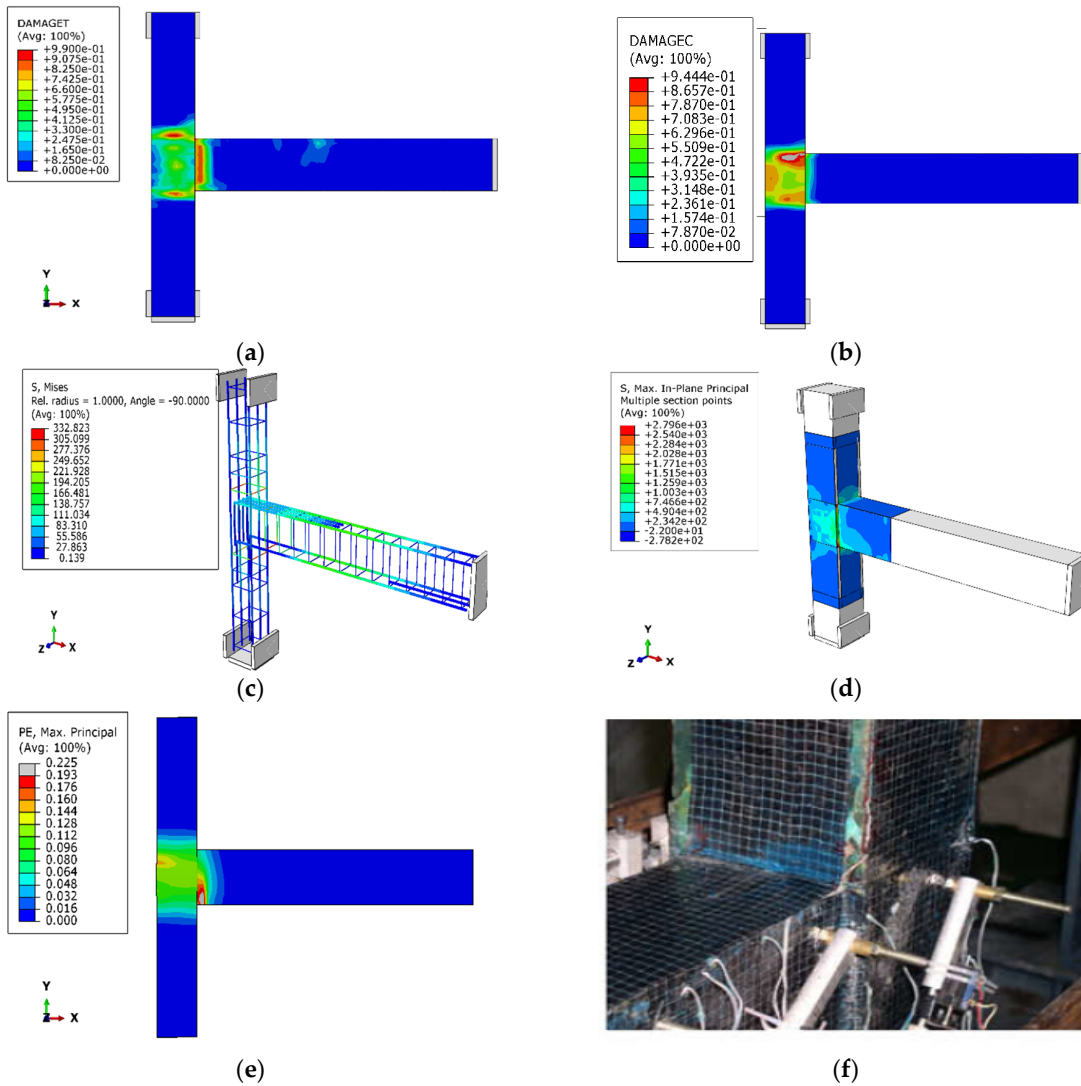 DAMAGET
(Avg: 100%)
+9.900e-01
+9.075e-01
+8.250e-01
+7.425e-01
+6.600e-01
+5.775e-01
+4.950e-01
+4.125e-01
+3.300e-01
+2.475e-01
+1.650e-01
+8.250e-02
+0.000e+00
Y
Z X
(a)
DAMAGEC
(Avg: 100%)
+9.444e-01
+8.657e-01
+7.870e-01
+7.083e-01
+6.296e-01
+5.509e-01
+4.722e-01
+3.935e-01
+3.148e-01
+2.361e-01
+1.574e-01
+7.870e-02
+0.000e+00
Y
Z X
(b)
S, Mises
Rel. radius = 1.0000, Angle = -90.0000
(Avg: 100%)
332.823
305.099
277.376
249.652
221.928
194.205
166.481
138.757
111.034
83.310
55.586
27.863
0.139
Y
Z X
(c)
S, Max. In-Plane Principal
Multiple section points
(Avg: 100%)
+2.796e+03
+2.540e+03
+2.284e+03
+2.028e+03
+1.771e+03
+1.515e+03
+1.259e+03
+1.003e+03
+7.466e+02
+4.904e+02
+2.342e+02
-2.200e+01
-2.782e+02
Y
Z X
(d)
PE, Max. Principal
(Avg: 100%)
0.225
0.193
0.176
0.160
0.144
0.128
0.112
0.096
0.080
0.064
0.048
0.032
0.016
0.000
Y
Z X
(e)
(f)